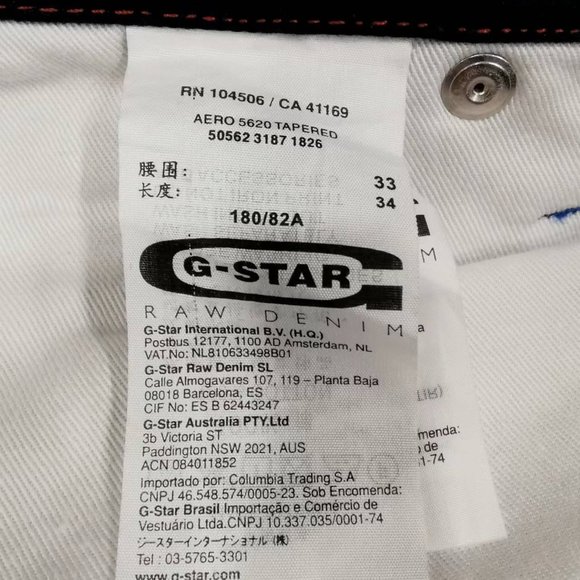 RN 104506 / CA 41169
AERO 5620 TAPERED
50562 3187 1826
腰围: 33
长度: 34
180/82A
G-STAR
RAW DENIM
G-Star International B.V. (H.Q.)
Postbus 12177, 1100 AD Amsterdam, NL
VAT.No: NL810633498B01
G-Star Raw Denim SL
Calle Almogavares 107, 119 – Planta Baja
08018 Barcelona, ES
CIF No: ES B 62443247
G-Star Australia PTY.Ltd
3b Victoria ST
Paddington NSW 2021, AUS
ACN 084011852
Importado por: Columbia Trading S.A
CNPJ 46.548.574/0005-23. Sob Encomenda:
G-Star Brasil Importação e Comércio de
Vestuário Ltda.CNPJ 10.337.035/0001-74
ジースターインターナショナル (株)
Tel : 03-5765-3301
www.g-star.com
M
a
menda:
o de
1-74